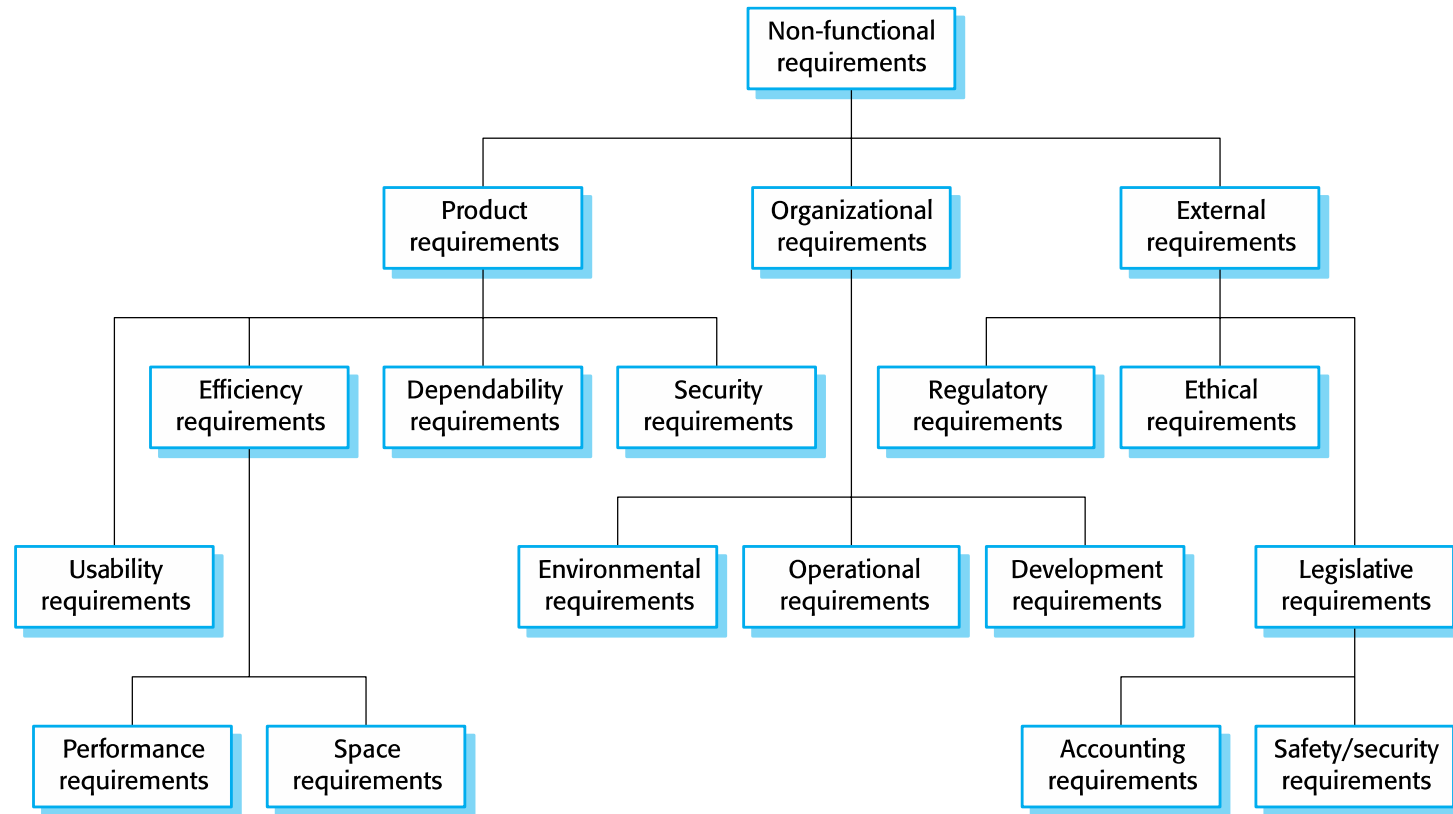 Non-functional
requirements
Product
requirements
Organizational
requirements
External
requirements
Efficiency
requirements
Dependability
requirements
Security
requirements
Regulatory
requirements
Ethical
requirements
Usability
requirements
Environmental
requirements
Operational
requirements
Development
requirements
Legislative
requirements
Performance
requirements
Space
requirements
Accounting
requirements
Safety/security
requirements